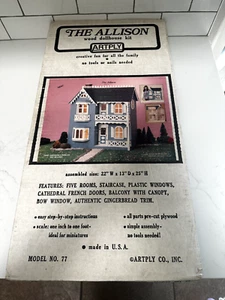 THE ALLISON
wood dollhouse kit
ARTPLY
creative fun for all the family
no tools or nails needed
assembled size: 22" W x 13" D x 25" H
FEATURES: FIVE ROOMS, STAIRCASE, PLASTIC WINDOWS,
CATHEDRAL FRENCH DOORS, BALCONY WITH CANOPY,
BOW WINDOW, AUTHENTIC GINGERBREAD TRIM.
• easy step-by-step instructions
• scale: one inch to one foot-
ideal for miniatures
• all parts pre-cut plywood
• simple assembly-
no tools needed!
• made in U.S.A.
MODEL NO. 77
©ARTPLY CO., INC.